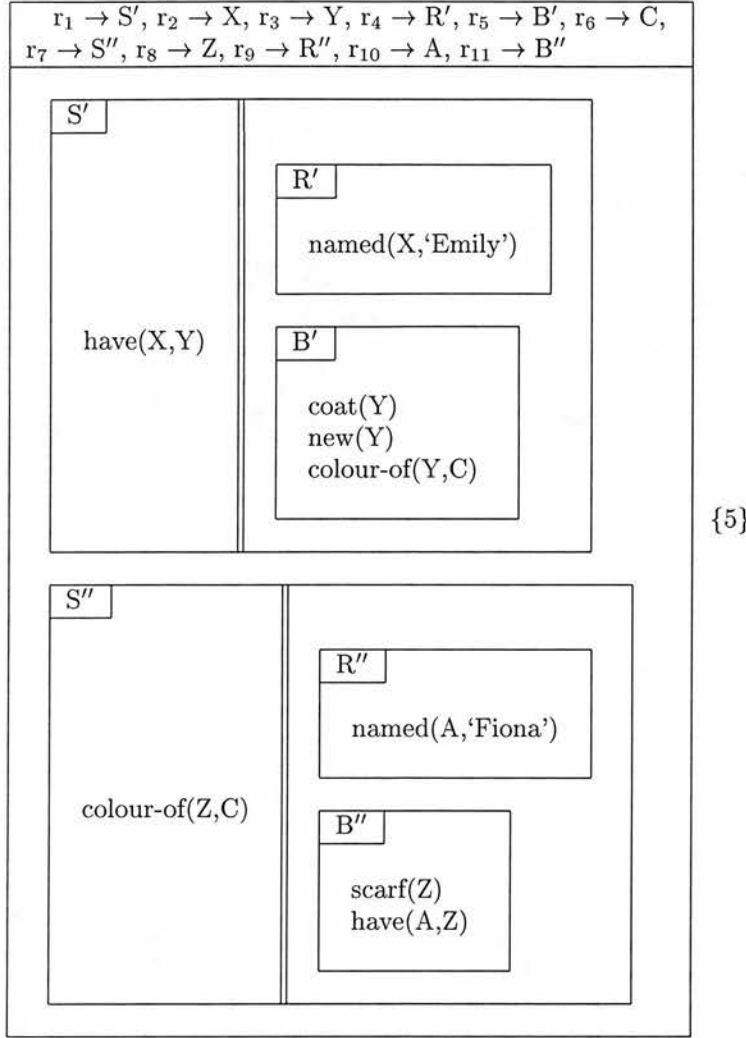 r₁ → S′, r₂ → X, r₃ → Y, r₄ → R′, r₅ → B′, r₆ → C,
r₇ → S″, r₈ → Z, r₉ → R″, r₁₀ → A, r₁₁ → B″
S′
R′
named(X,‘Emily’)
have(X,Y)
B′
coat(Y)
new(Y)
colour-of(Y,C)
{5}
S″
R″
named(A,‘Fiona’)
colour-of(Z,C)
B″
scarf(Z)
have(A,Z)